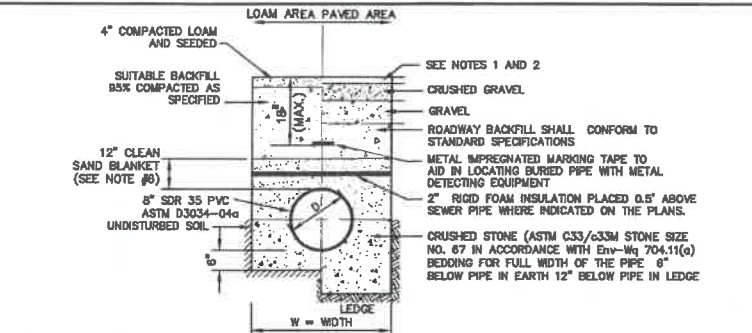 LOAM AREA PAVED AREA
4" COMPACTED LOAM
AND SEEDED
SUITABLE BACKFILL
95% COMPACTED AS
SPECIFIED
18"
(MAX.)
12" CLEAN
SAND BLANKET
(SEE NOTE #8)
8" SDR 35 PVC
ASTM D3034-04a
UNDISTURBED SOIL
6"
D
SEE NOTES 1 AND 2
CRUSHED GRAVEL
GRAVEL
ROADWAY BACKFILL SHALL CONFORM TO
STANDARD SPECIFICATIONS
METAL IMPREGNATED MARKING TAPE TO
AID IN LOCATING BURIED PIPE WITH METAL
DETECTING EQUIPMENT
2" RIGID FOAM INSULATION PLACED 0.5' ABOVE
SEWER PIPE WHERE INDICATED ON THE PLANS.
CRUSHED STONE (ASTM C33/c33M STONE SIZE
NO. 67 IN ACCORDANCE WITH Env-Wq 704.11(a)
BEDDING FOR FULL WIDTH OF THE PIPE 6"
BELOW PIPE IN EARTH 12" BELOW PIPE IN LEDGE
LEDGE
W = WIDTH